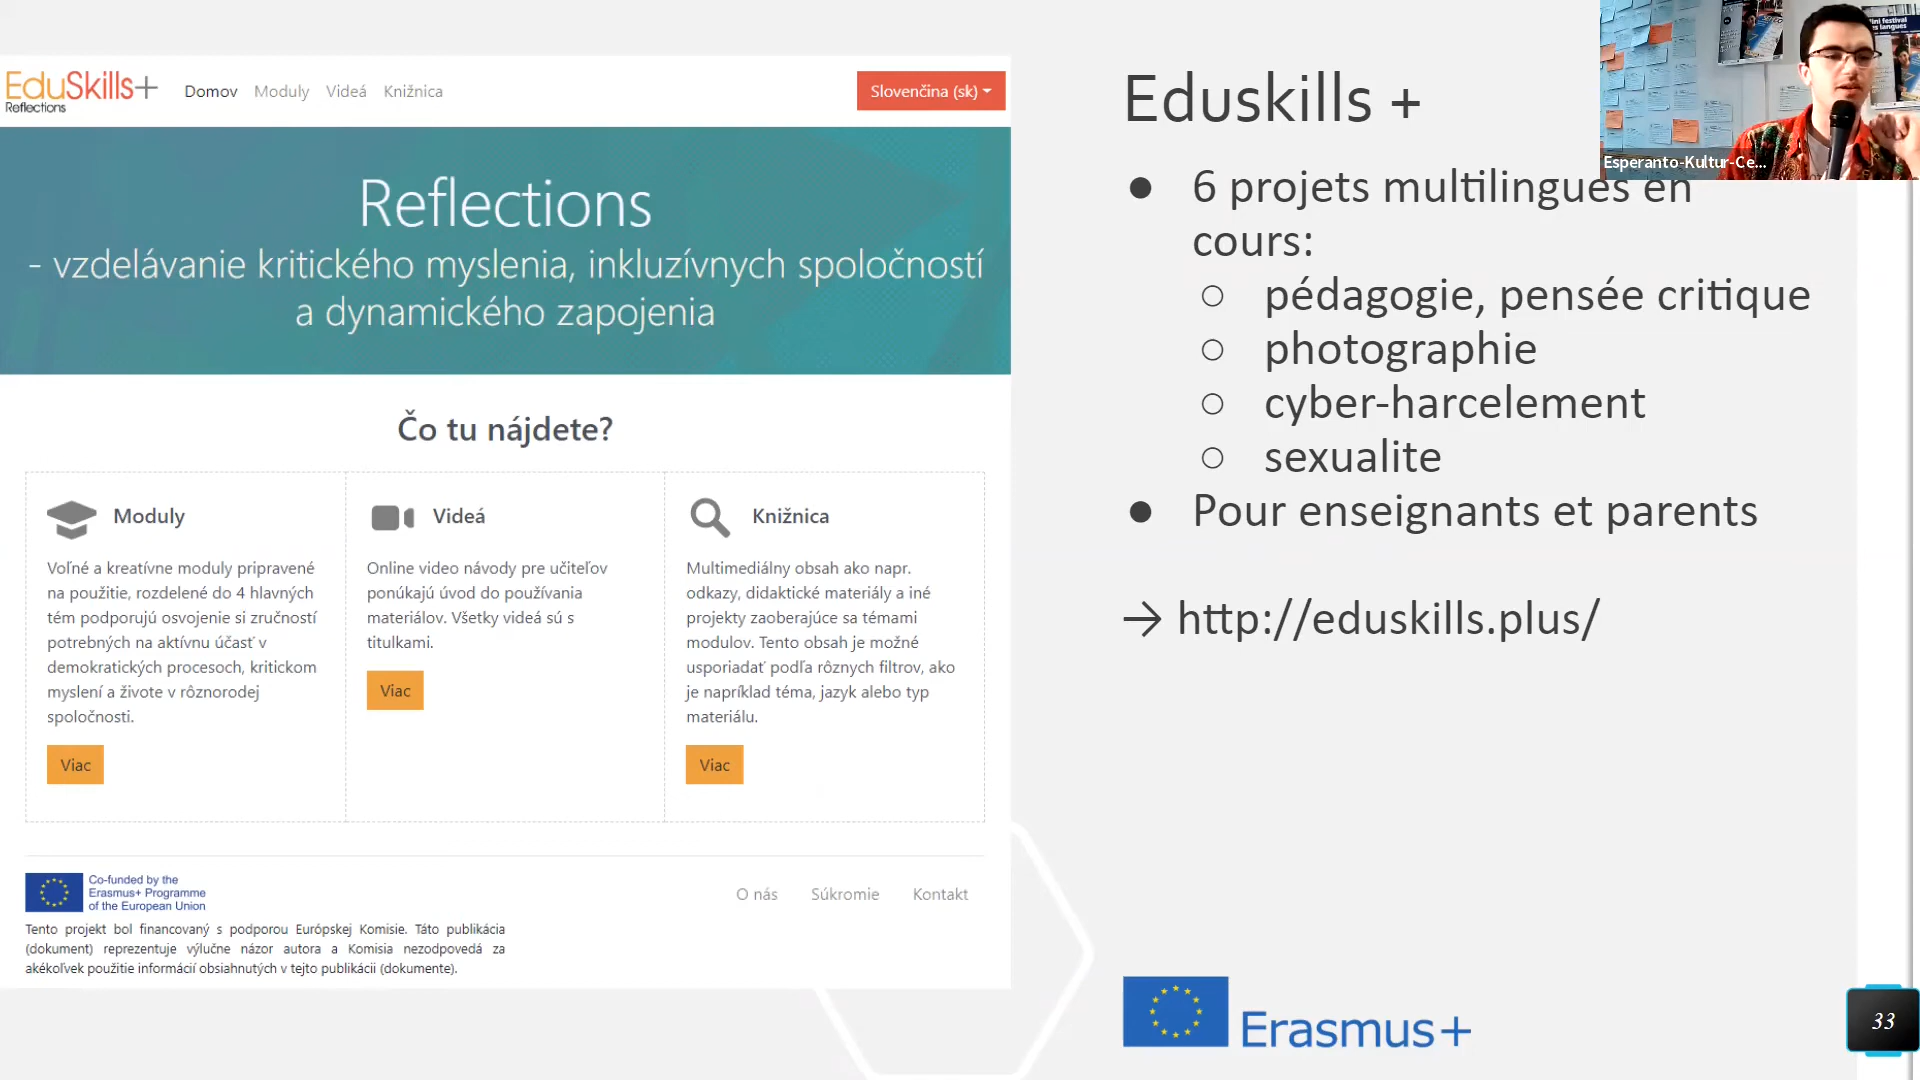 EduSkills+
Reflections
Domov
Moduly
Videá
Knižnica
Slovenčina (sk)
Reflections
- vzdelávanie kritického myslenia, inkluzívnych spoločností
a dynamického zapojenia
Čo tu nájdete?
Moduly
Voľné a kreatívne moduly pripravené
na použitie, rozdelené do 4 hlavných
tém podporujú osvojenie si zručností
potrebných na aktívnu účasť v
demokratických procesoch, kritickom
myslení a živote v rôznorodej
spoločnosti.
Viac
Videá
Online video návody pre učiteľov
ponúkajú úvod do používania
materiálov. Všetky videá sú s
titulkami.
Viac
Knižnica
Multimediálny obsah ako napr.
odkazy, didaktické materiály a iné
projekty zaoberajúce sa témami
modulov. Tento obsah je možné
usporiadať podľa rôznych filtrov, ako
je napríklad téma, jazyk alebo typ
materiálu.
Viac
Co-funded by the
Erasmus+ Programme
of the European Union
O nás
Súkromie
Kontakt
Tento projekt bol financovaný s podporou Európskej Komisie. Táto publikácia
(dokument) reprezentuje výlučne názor autora a Komisia nezodpovedá za
akékoľvek použitie informácií obsiahnutých v tejto publikácii (dokumente).
Eduskills +
● 6 projets multilingues en
cours:
○ pédagogie, pensée critique
○ photographie
○ cyber-harcelement
○ sexualite
● Pour enseignants et parents
→ http://eduskills.plus/
Erasmus+
33
Esperanto-Kultur-Ce...